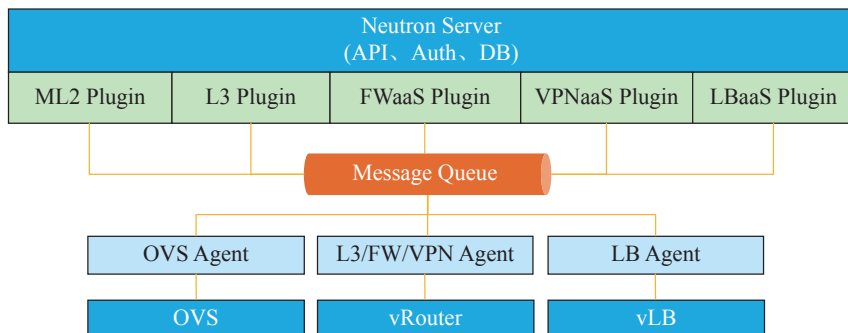 Neutron Server
(API、Auth、DB)
ML2 Plugin
L3 Plugin
FWaaS Plugin
VPNaaS Plugin
LBaaS Plugin
Message Queue
OVS Agent
L3/FW/VPN Agent
LB Agent
OVS
vRouter
vLB